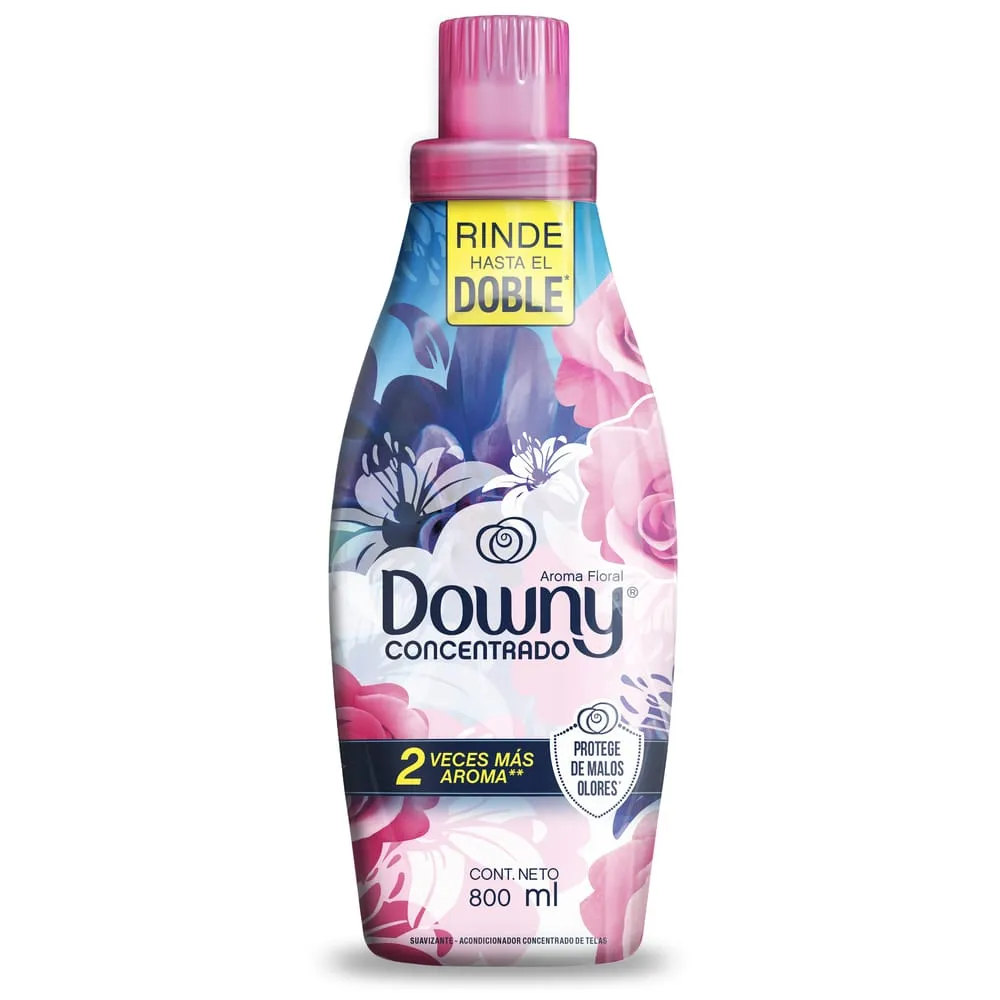 RINDE
HASTA EL
DOBLE*
Aroma Floral
Downy®
CONCENTRADO
2 VECES MÁS
AROMA**
PROTEGE
DE MALOS
OLORES*
CONT. NETO
800 ml
SUAVIZANTE - ACONDICIONADOR CONCENTRADO DE TELAS